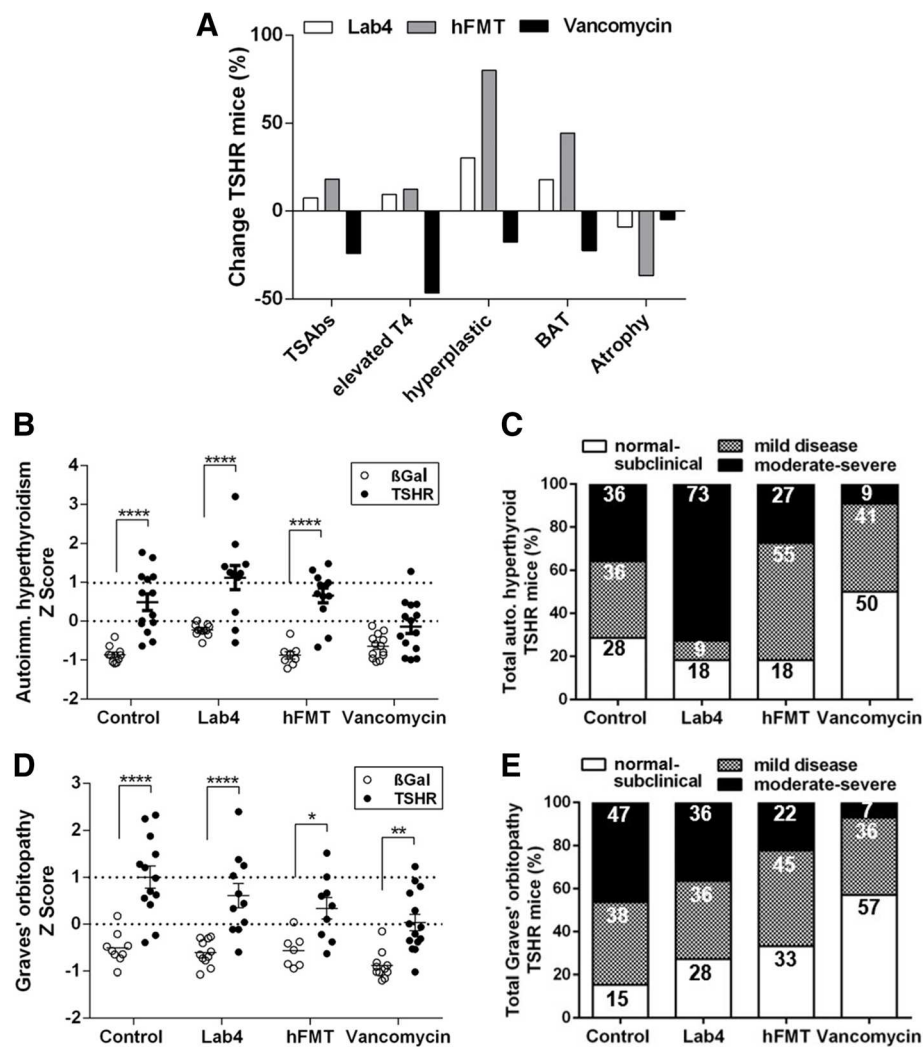 A
Lab4 hFMT Vancomycin
Change TSHR mice (%)
100
50
0
-50
TSAbs
elevated T4
hyperplastic
BAT
Atrophy
B
Autoimm. hyperthyroidism
Z Score
4
3
2
1
0
-1
-2
ßGal
TSHR
****
****
****
Control Lab4 hFMT Vancomycin
C
normal-
subclinical
mild disease
moderate-severe
Total auto. hyperthyroid
TSHR mice (%)
100
80
60
40
20
0
36 73 27 9
36 9 55 41
28 18 18 50
Control Lab4 hFMT Vancomycin
D
Graves' orbitopathy
Z Score
3
2
1
0
-1
-2
ßGal
TSHR
****
****
*
**
Control Lab4 hFMT Vancomycin
E
normal-
subclinical
mild disease
moderate-severe
Total Graves' orbitopathy
TSHR mice (%)
100
80
60
40
20
0
47 36 22 7
38 36 45 36
15 28 33 57
Control Lab4 hFMT Vancomycin